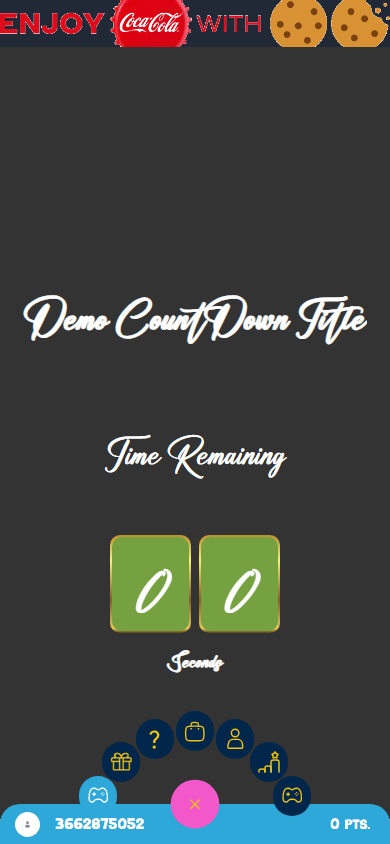 ENJOY Coca-Cola WITH
Demo CountDown Title
Time Remaining
0 0
Seconds
?
3662875052 0 PTS.